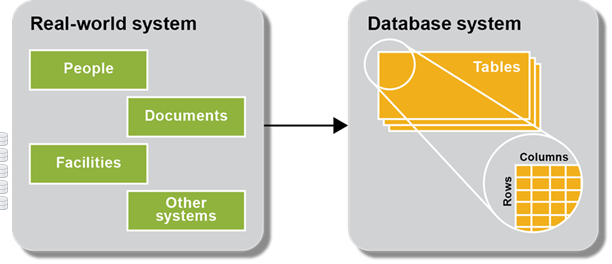 Real-world system
People
Documents
Facilities
Other
systems
Database system
Tables
Columns
Rows